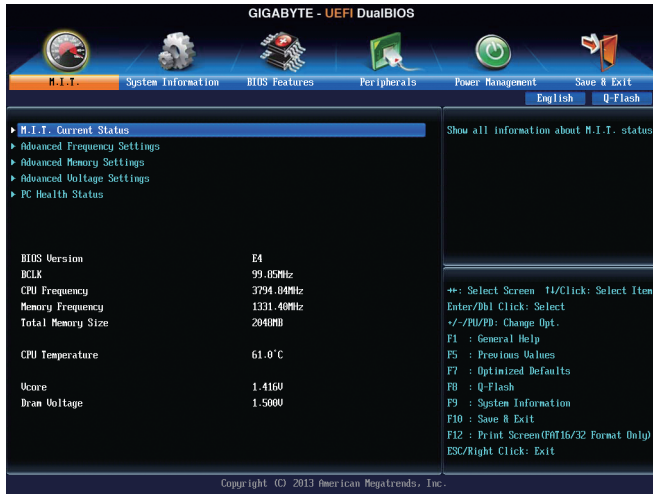 GIGABYTE - UEFI DualBIOS
M.I.T. System Information BIOS Features Peripherals Power Management Save & Exit
English Q-Flash
M.I.T. Current Status
Advanced Frequency Settings
Advanced Memory Settings
Advanced Voltage Settings
PC Health Status
BIOS Version E4
BCLK 99.85MHz
CPU Frequency 3794.84MHz
Memory Frequency 1331.40MHz
Total Memory Size 2048MB
CPU Temperature 61.0°C
Vcore 1.416V
Dram Voltage 1.500V
Show all information about M.I.T. status
→←: Select Screen ↑↓/Click: Select Item
Enter/Dbl Click: Select
+/-/PU/PD: Change Opt.
F1 : General Help
F5 : Previous Values
F7 : Optimized Defaults
F8 : Q-Flash
F9 : System Information
F10 : Save & Exit
F12 : Print Screen(FAT16/32 Format Only)
ESC/Right Click: Exit
Copyright (C) 2013 American Megatrends, Inc.